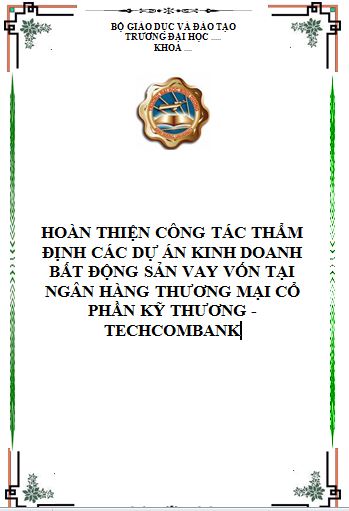 BỘ GIAO DỤC VÀ ĐÀO TẠO
TRƯỜNG ĐẠI HỌC .....
KHOA ...
HOÀN THIỆN CÔNG TÁC THẨM
ĐỊNH CÁC DỰ ÁN KINH DOANH
BẤT ĐỘNG SẢN VAY VỐN TẠI
NGÂN HÀNG THƯƠNG MẠI CỔ
PHẦN KỸ THƯƠNG -
TECHCOMBANK